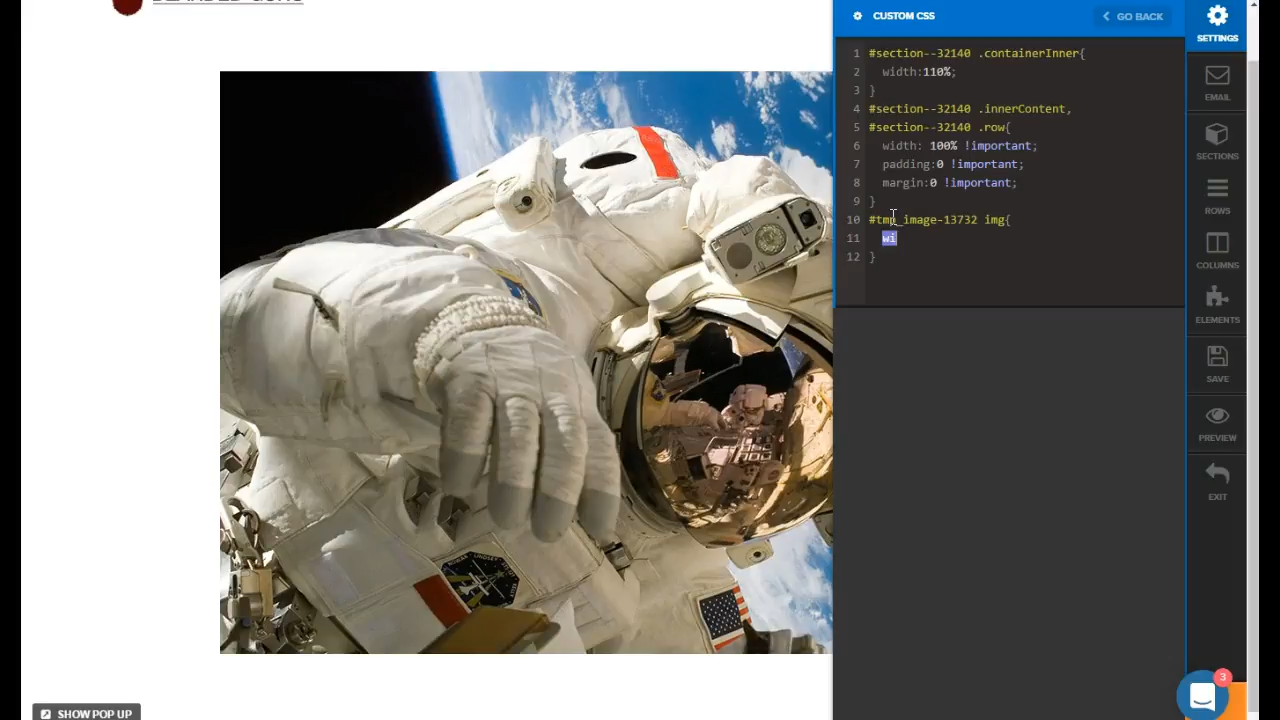 BEARDED GUNS
CUSTOM CSS
GO BACK
SETTINGS
EMAIL
SECTIONS
ROWS
COLUMNS
ELEMENTS
SAVE
PREVIEW
EXIT
1 #section--32140 .containerInner{
2 width:110%;
3 }
4 #section--32140 .innerContent,
5 #section--32140 .row{
6 width: 100% !important;
7 padding:0 !important;
8 margin:0 !important;
9 }
10 #tmp_image-13732 img{
11 wi
12 }
SHOW POP UP
3